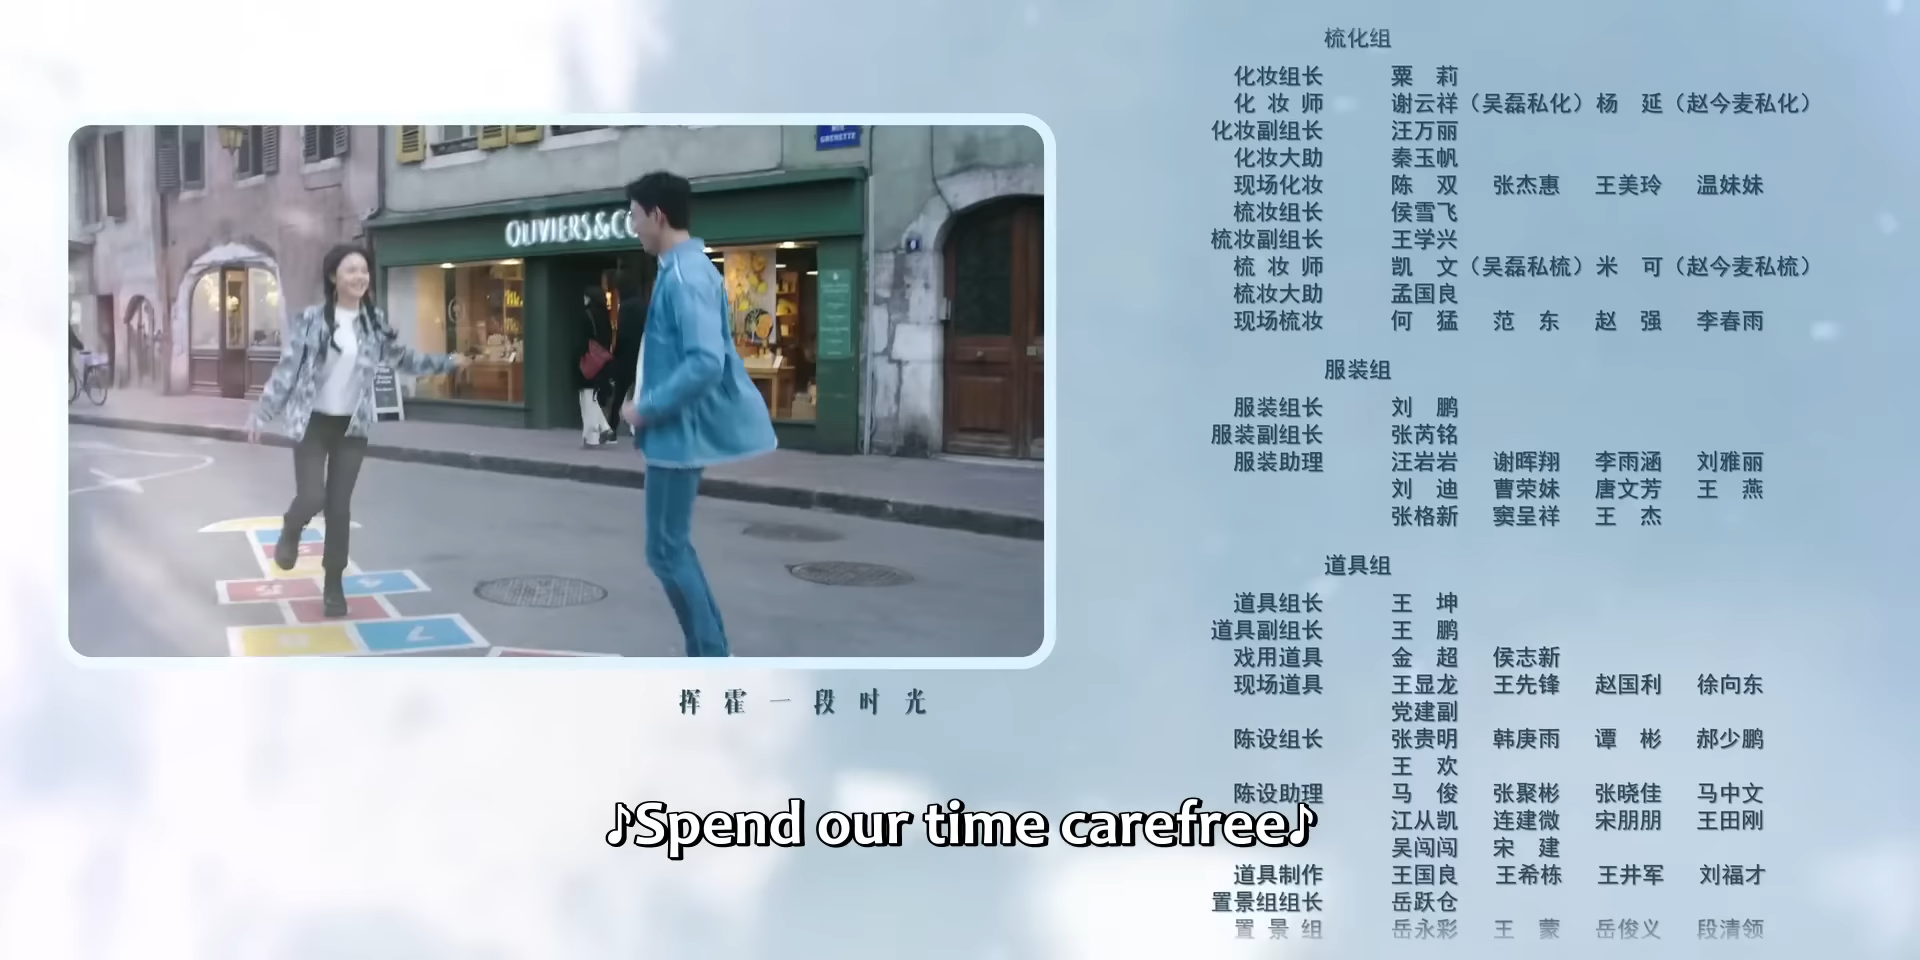 梳化组
化妆组长 粟 莉
化 妆 师 谢云祥（吴磊私化）杨 延（赵今麦私化）
化妆副组长 汪万丽
化妆大助 秦玉帆
现场化妆 陈 双 张杰惠 王美玲 温妹妹
梳妆组长 侯雪飞
梳妆副组长 王学兴
梳 妆 师 凯 文（吴磊私梳）米 可（赵今麦私梳）
梳妆大助 孟国良
现场梳妆 何 猛 范 东 赵 强 李春雨
服装组
服装组长 刘 鹏
服装副组长 张芮铭
服装助理 汪岩岩 谢晖翔 李雨涵 刘雅丽
刘 迪 曹荣妹 唐文芳 王 燕
张格新 窦呈祥 王 杰
道具组
道具组长 王 坤
道具副组长 王 鹏
戏用道具 金 超 侯志新
现场道具 王显龙 王先锋 赵国利 徐向东
党建副
陈设组长 张贵明 韩庚雨 谭 彬 郝少鹏
王 欢
陈设助理 马 俊 张聚彬 张晓佳 马中文
江从凯 连建微 宋朋朋 王田刚
吴闯闯 宋 建
道具制作 王国良 王希栋 王井军 刘福才
置景组组长 岳跃仓
置 景 组 岳永彩 王 蒙 岳俊义 段清领
OLIVIERS&CO
GRENETTE
7
挥霍一段时光
♪Spend our time carefree♪